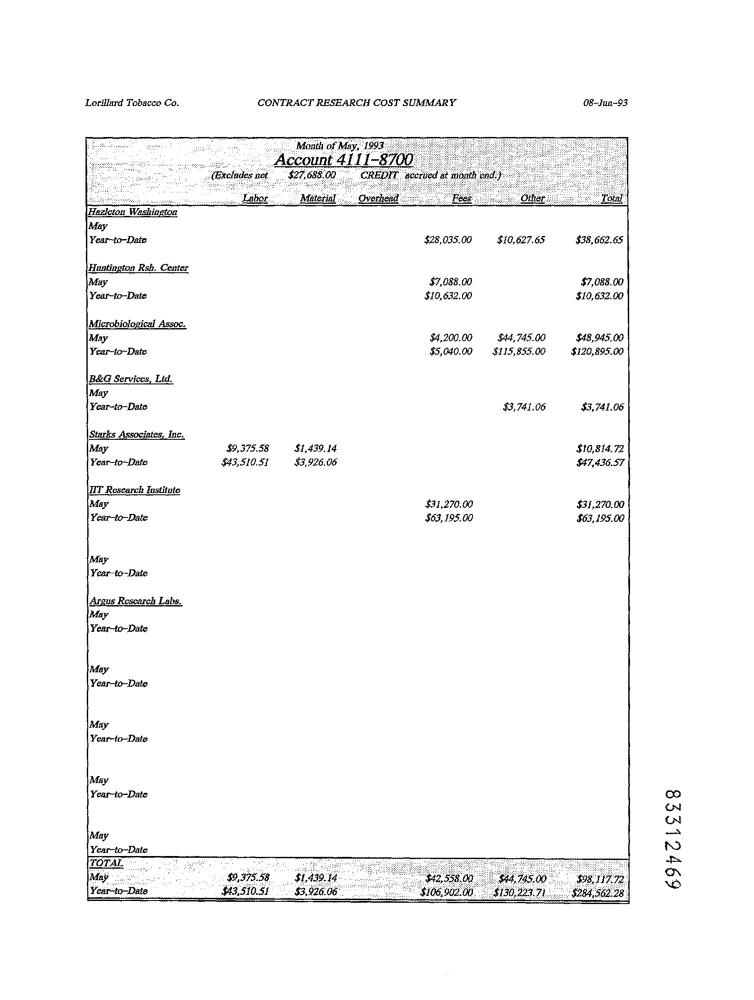 Lorillard Tobacco Co. CONTRACT RESEARCH COST SUMMARY 08-Jun-93
Month of May, 1993
Account 4111-8700
(Excludes net $27,688.00 CREDIT accrued at month end.)
Labor Material Overhead Fees Other Total
Hazleton Washington
May
Year-to-Date $28,035.00 $10,627.65 $38,662.65
Huntington Rsh. Center
May $7,088.00 $7,088.00
Year-to-Date $10,632.00 $10,632.00
Microbiological Assoc.
May $4,200.00 $44,745.00 $48,945.00
Year-to-Date $5,040.00 $115,855.00 $120,895.00
B&G Services, Ltd.
May
Year-to-Date $3,741.06 $3,741.06
Starks Associates, Inc.
May $9,375.58 $1,439.14 $10,814.72
Year-to-Date $43,510.51 $3,926.06 $47,436.57
IIT Research Institute
May $31,270.00 $31,270.00
Year-to-Date $63,195.00 $63,195.00
May
Year-to-Date
Argus Research Labs.
May
Year-to-Date
May
Year-to-Date
May
Year-to-Date
May
Year-to-Date
May
Year-to-Date
TOTAL
May $9,375.58 $1,439.14 $42,558.00 $44,745.00 $98,117.72
Year-to-Date $43,510.51 $3,926.06 $106,902.00 $130,223.71 $284,562.28
83312469